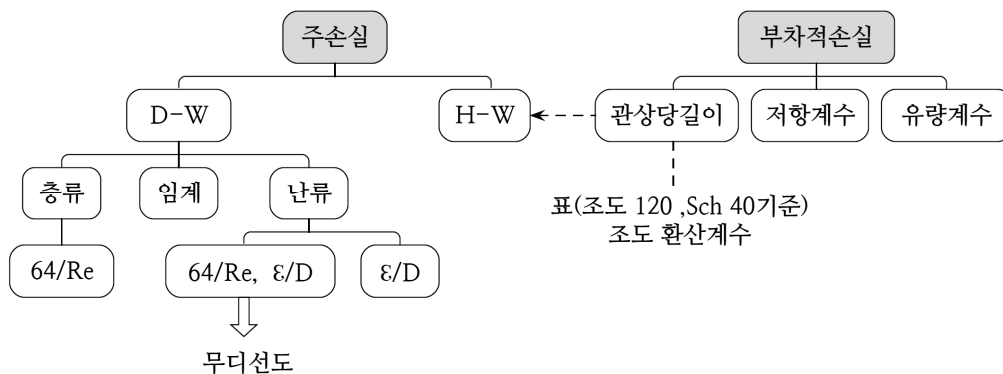 주손실
부차적손실
D-W
H-W
관상당길이
저항계수
유량계수
층류
임계
난류
표(조도 120 ,Sch 40기준)
조도 환산계수
64/Re
64/Re, ε/D
ε/D
무디선도